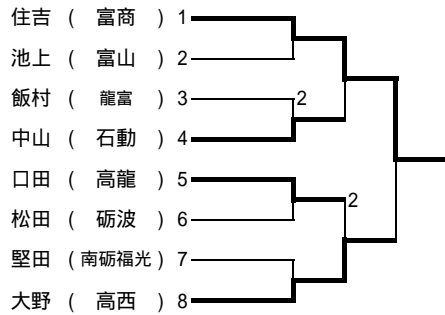 住吉 ( 富商 ) 1
池上 ( 富山 ) 2
飯村 ( 龍富 ) 3 2
中山 ( 石動 ) 4
口田 ( 高龍 ) 5
2
松田 ( 砺波 ) 6
堅田 ( 南砺福光 ) 7
大野 ( 高西 ) 8